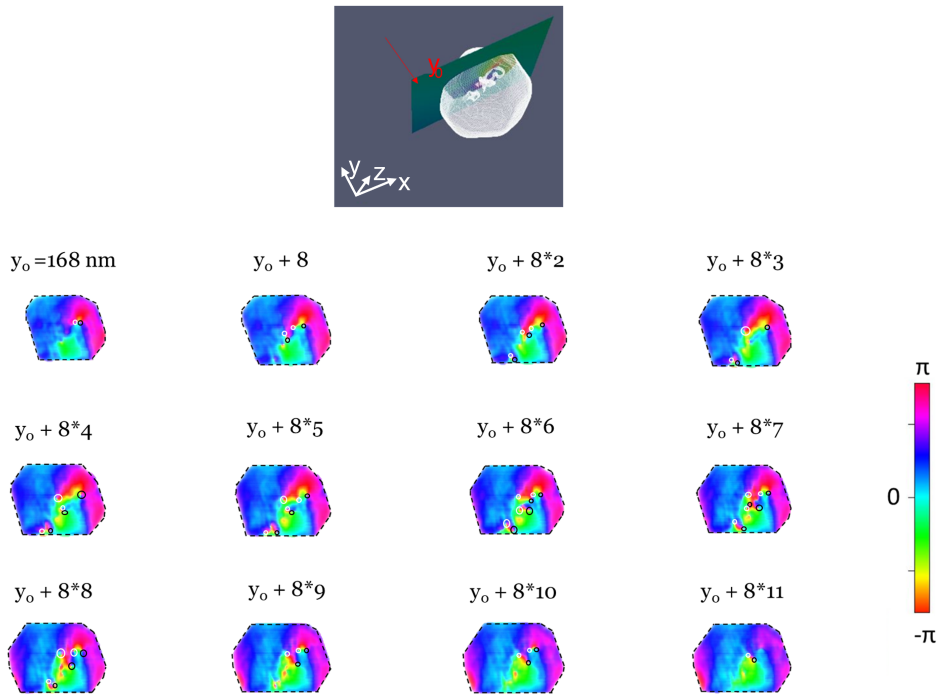 y₀
y
z
x
y₀ =168 nm
y₀ + 8
y₀ + 8*2
y₀ + 8*3
y₀ + 8*4
y₀ + 8*5
y₀ + 8*6
y₀ + 8*7
y₀ + 8*8
y₀ + 8*9
y₀ + 8*10
y₀ + 8*11
π
0
-π